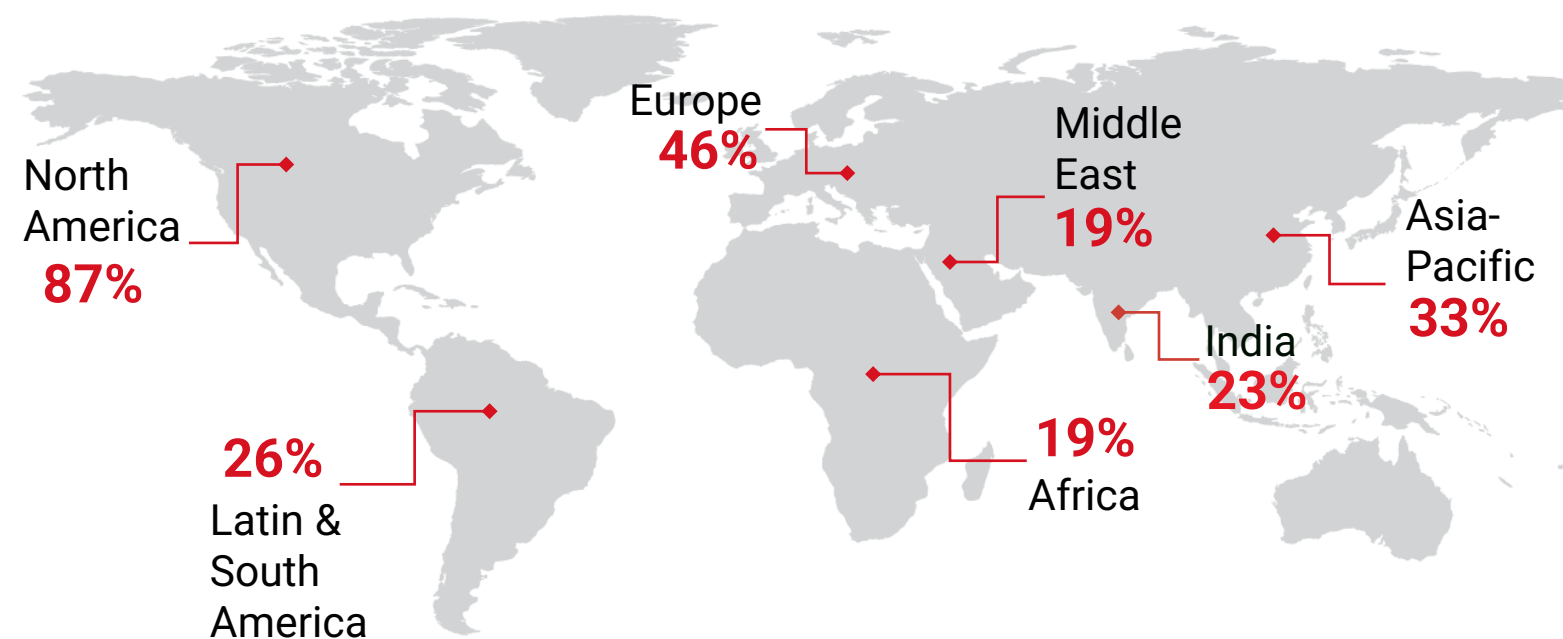 North
America
87%
26%
Latin &
South
America
Europe
46%
Middle
East
19%
Asia-
Pacific
33%
India
23%
19%
Africa